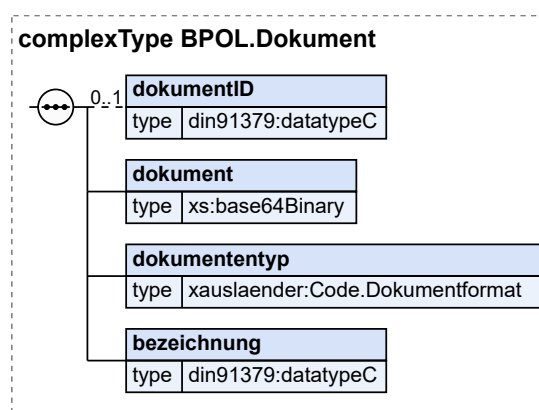 complexType BPOL.Dokument
0..1
dokumentID
type din91379:datatypeC
dokument
type xs:base64Binary
dokumententyp
type xauslaender:Code.Dokumentformat
bezeichnung
type din91379:datatypeC